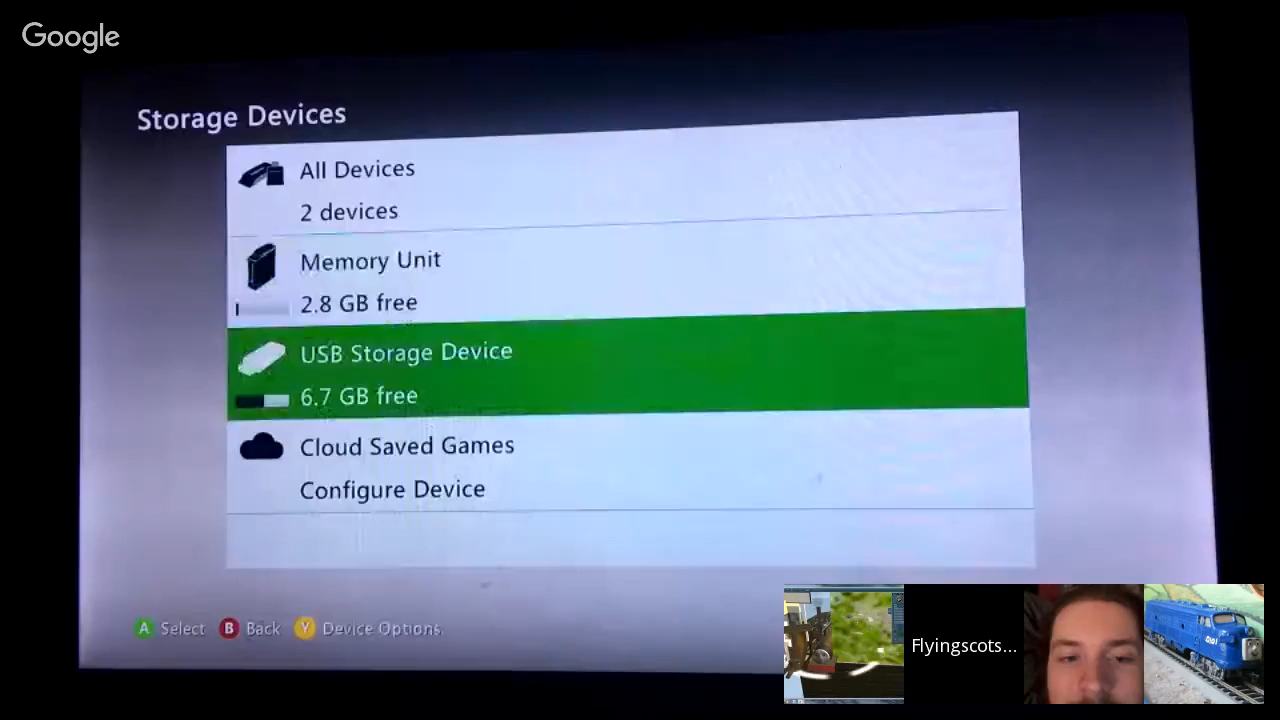 Google
Storage Devices
All Devices
2 devices
Memory Unit
2.8 GB free
USB Storage Device
6.7 GB free
Cloud Saved Games
Configure Device
A Select B Back Y Device Options
Flyingscots...